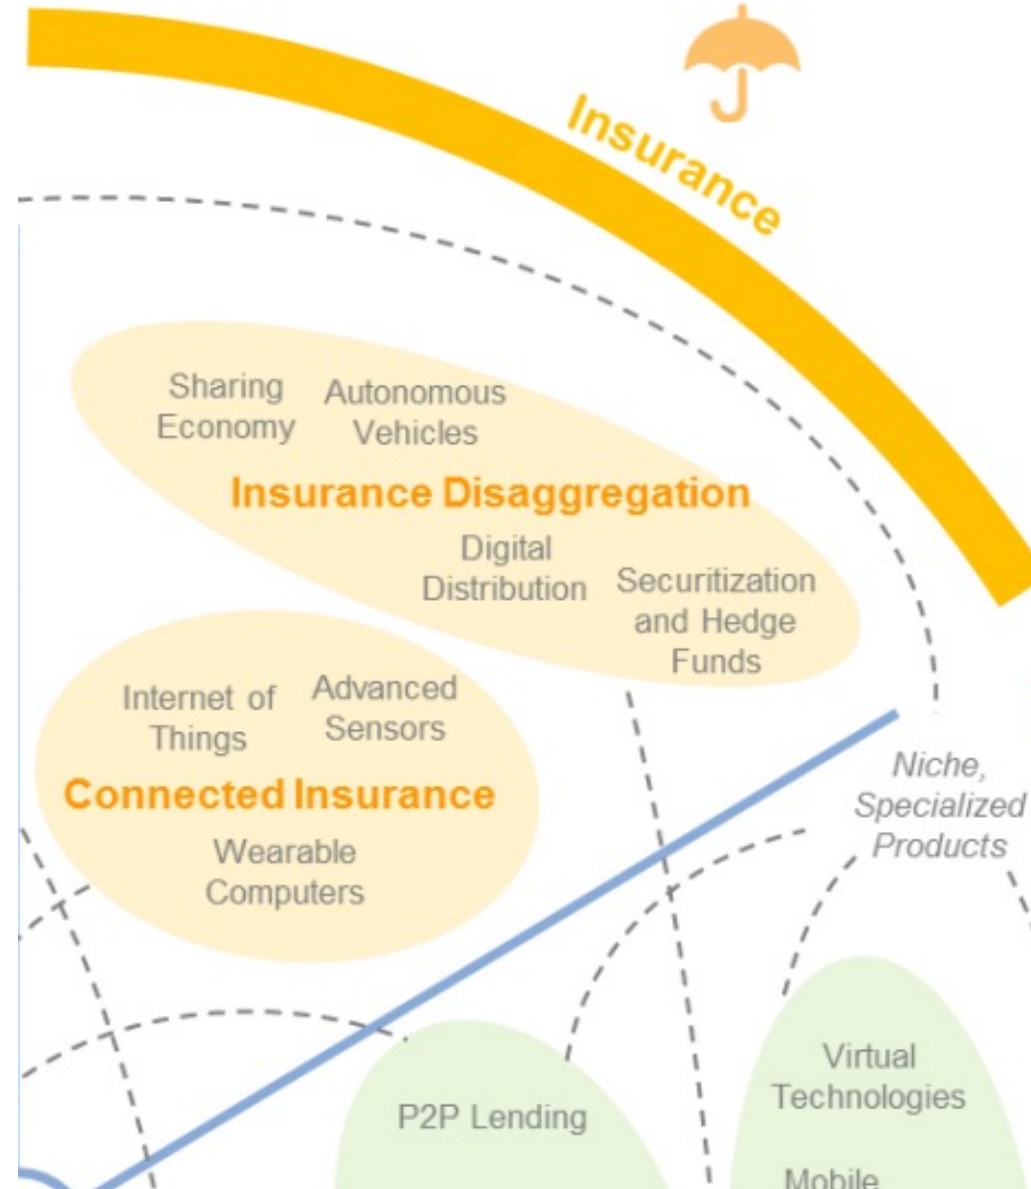 Insurance
Sharing
Economy
Autonomous
Vehicles
Insurance Disaggregation
Digital
Distribution
Securitization
and Hedge
Funds
Internet of
Things
Advanced
Sensors
Connected Insurance
Wearable
Computers
Niche,
Specialized
Products
P2P Lending
Virtual
Technologies
Mobile